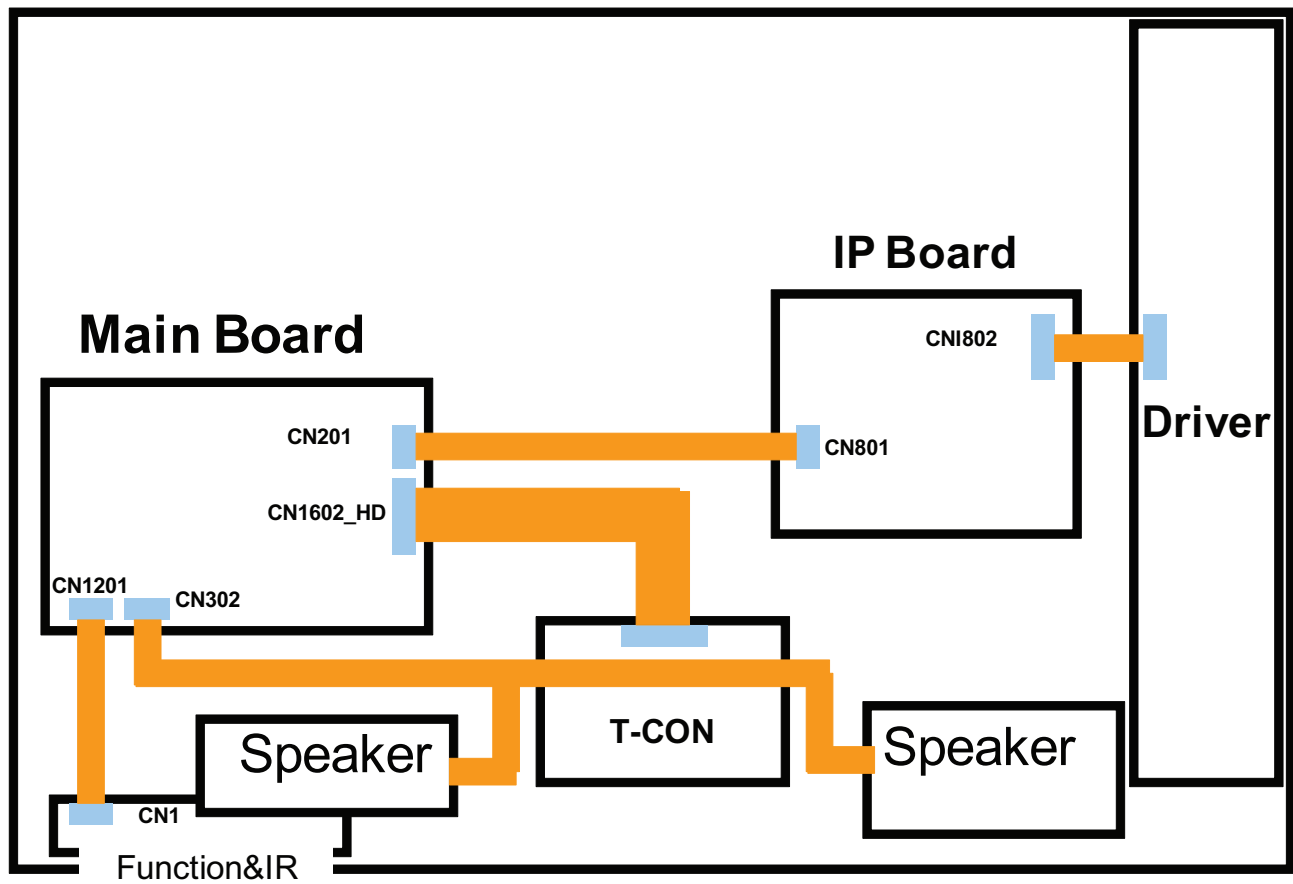 IP Board
Main Board
CNI802
Driver
CN201
CN801
CN1602_HD
CN1201
CN302
Speaker
T-CON
Speaker
CN1
Function&IR